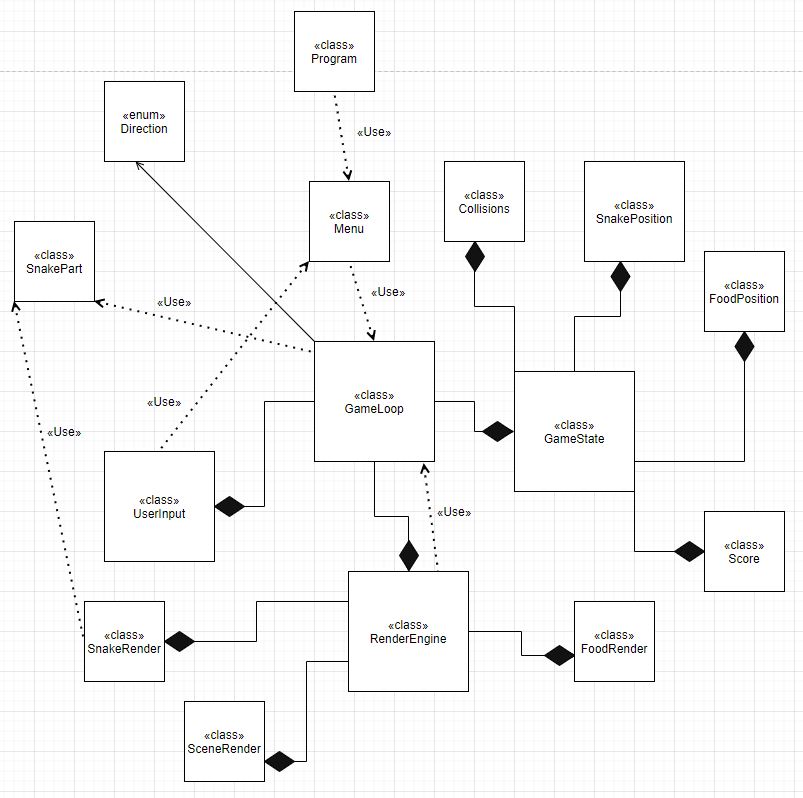 «class»
Program
«enum»
Direction
«Use»
«class»
Collisions
«class»
SnakePosition
«class»
Menu
«class»
SnakePart
«class»
FoodPosition
«Use»
«Use»
«class»
GameLoop
«Use»
«class»
GameState
«Use»
«class»
UserInput
«Use»
«class»
Score
«class»
SnakeRender
«class»
RenderEngine
«class»
FoodRender
«class»
SceneRender